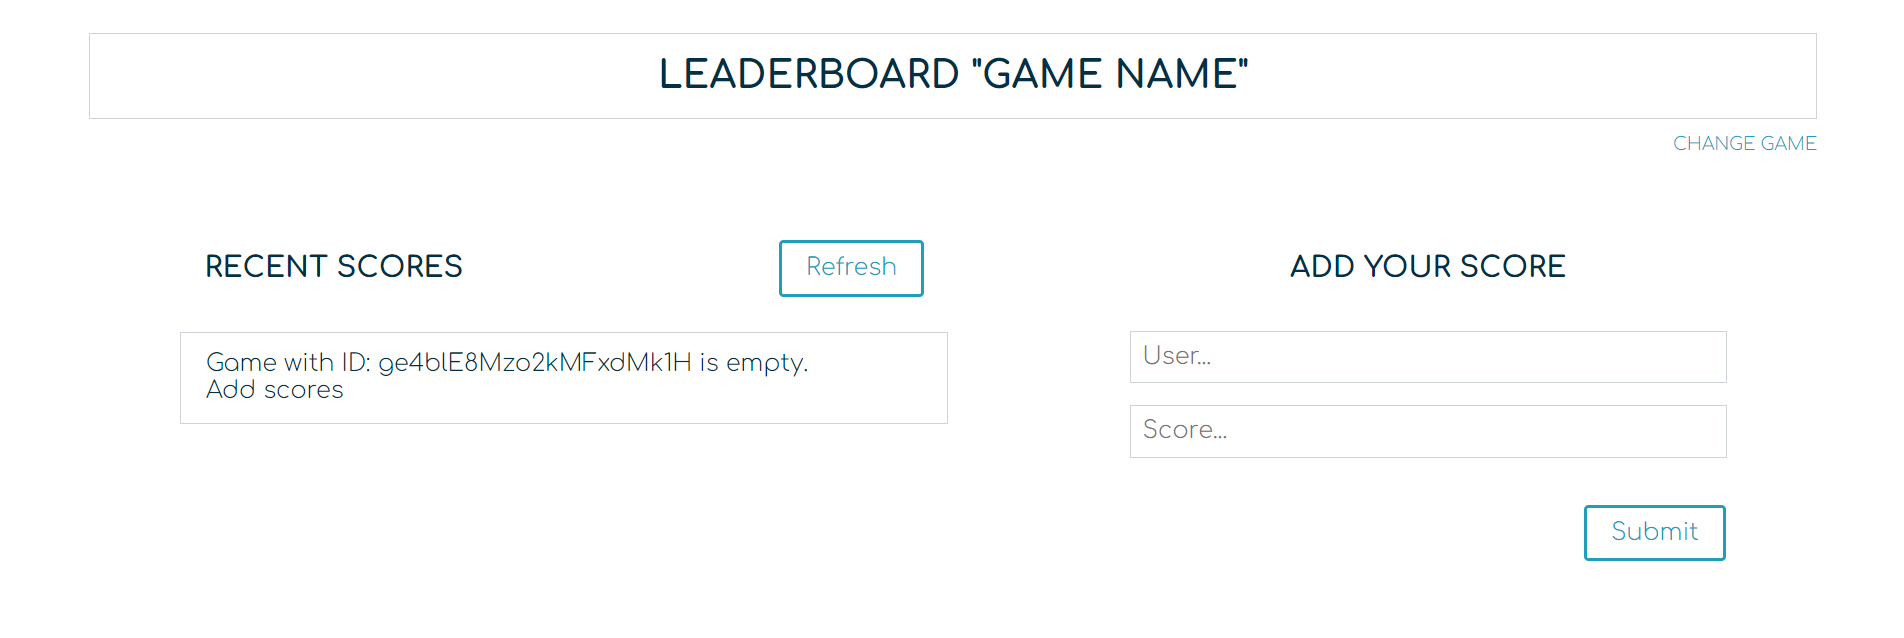 LEADERBOARD "GAME NAME"
CHANGE GAME
RECENT SCORES
Refresh
Game with ID: ge4blE8Mzo2kMFxdMk1H is empty.
Add scores
ADD YOUR SCORE
User...
Score...
Submit